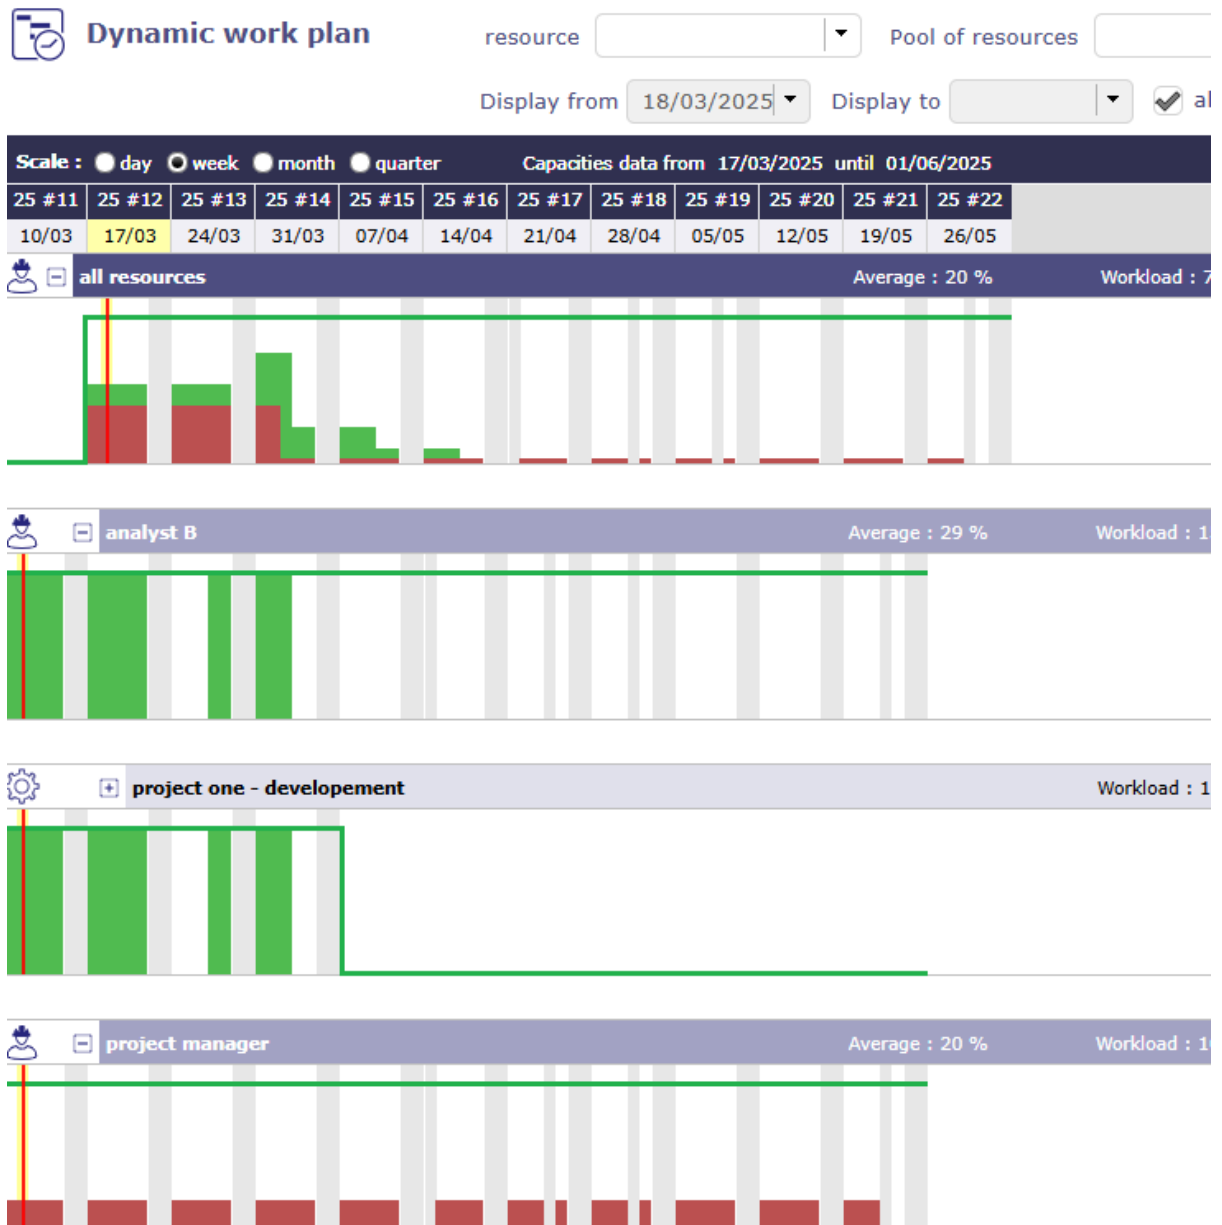 Dynamic work plan resource Pool of resources
Display from 18/03/2025 Display to
Scale : day week month quarter Capacities data from 17/03/2025 until 01/06/2025
25 #11 25 #12 25 #13 25 #14 25 #15 25 #16 25 #17 25 #18 25 #19 25 #20 25 #21 25 #22
10/03 17/03 24/03 31/03 07/04 14/04 21/04 28/04 05/05 12/05 19/05 26/05
all resources Average : 20 % Workload : 7
analyst B Average : 29 % Workload : 1
project one - developement Workload : 1
project manager Average : 20 % Workload : 1